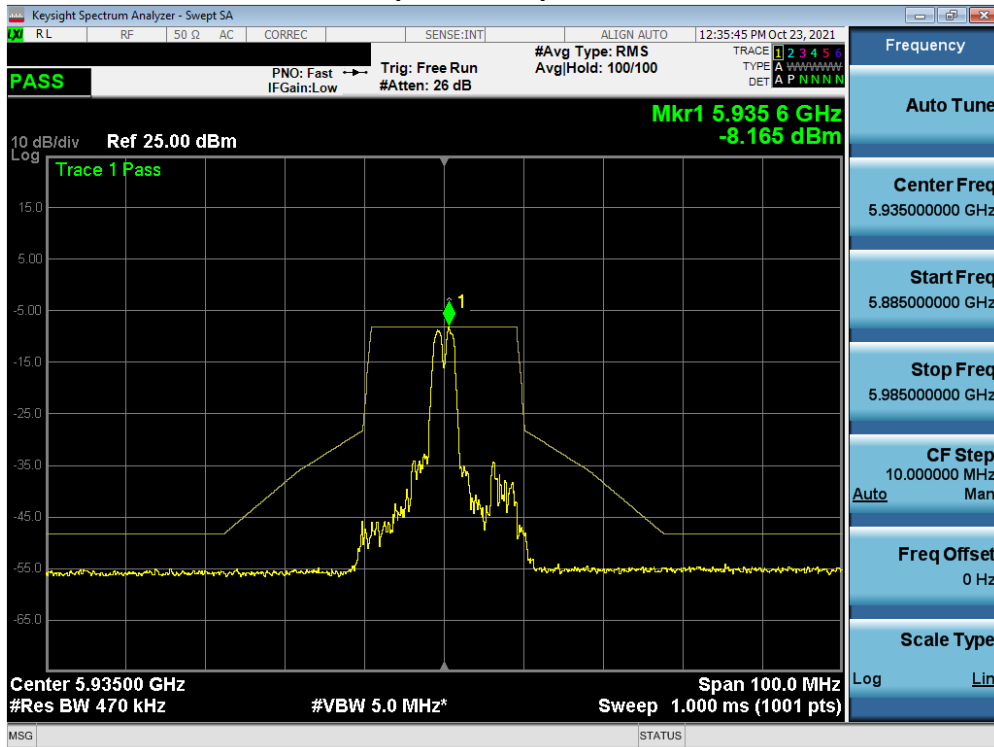 Keysight Spectrum Analyzer - Swept SA
LXI RL RF 50 Ω AC CORREC SENSE:INT ALIGN AUTO 12:35:45 PM Oct 23, 2021
PASS
PNO: Fast
IFGain:Low
Trig: Free Run
#Atten: 26 dB
#Avg Type: RMS
Avg|Hold: 100/100
TRACE 1 2 3 4 5 6
TYPE A WWWWW
DET A P N N N N
Mkr1 5.935 6 GHz
-8.165 dBm
10 dB/div Ref 25.00 dBm
Log
Trace 1 Pass
15.0
5.00
-5.00
-15.0
-25.0
-35.0
-45.0
-55.0
-65.0
1
Center 5.93500 GHz
#Res BW 470 kHz
#VBW 5.0 MHz*
Span 100.0 MHz
Sweep 1.000 ms (1001 pts)
MSG
STATUS
Frequency
Auto Tune
Center Freq
5.935000000 GHz
Start Freq
5.885000000 GHz
Stop Freq
5.985000000 GHz
CF Step
10.000000 MHz
Auto Man
Freq Offset
0 Hz
Scale Type
Log Lin